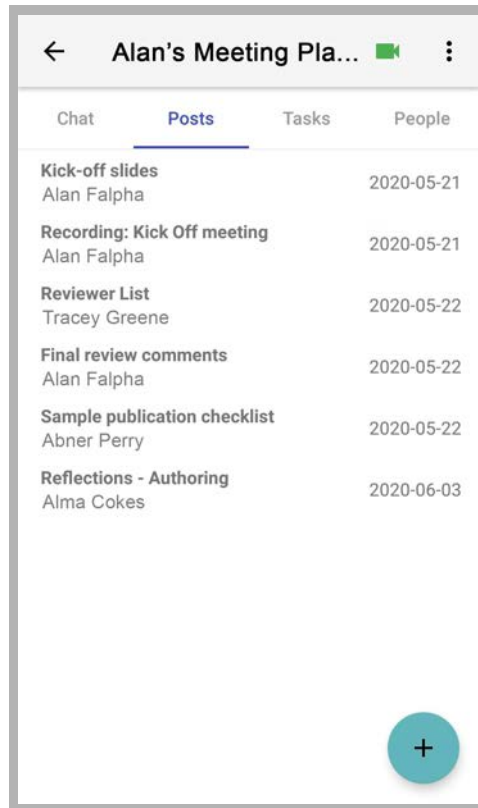 Alan's Meeting Pla...
Chat Posts Tasks People
Kick-off slides
Alan Falpha
2020-05-21
Recording: Kick Off meeting
Alan Falpha
2020-05-21
Reviewer List
Tracey Greene
2020-05-22
Final review comments
Alan Falpha
2020-05-22
Sample publication checklist
Abner Perry
2020-05-22
Reflections - Authoring
Alma Cokes
2020-06-03
+